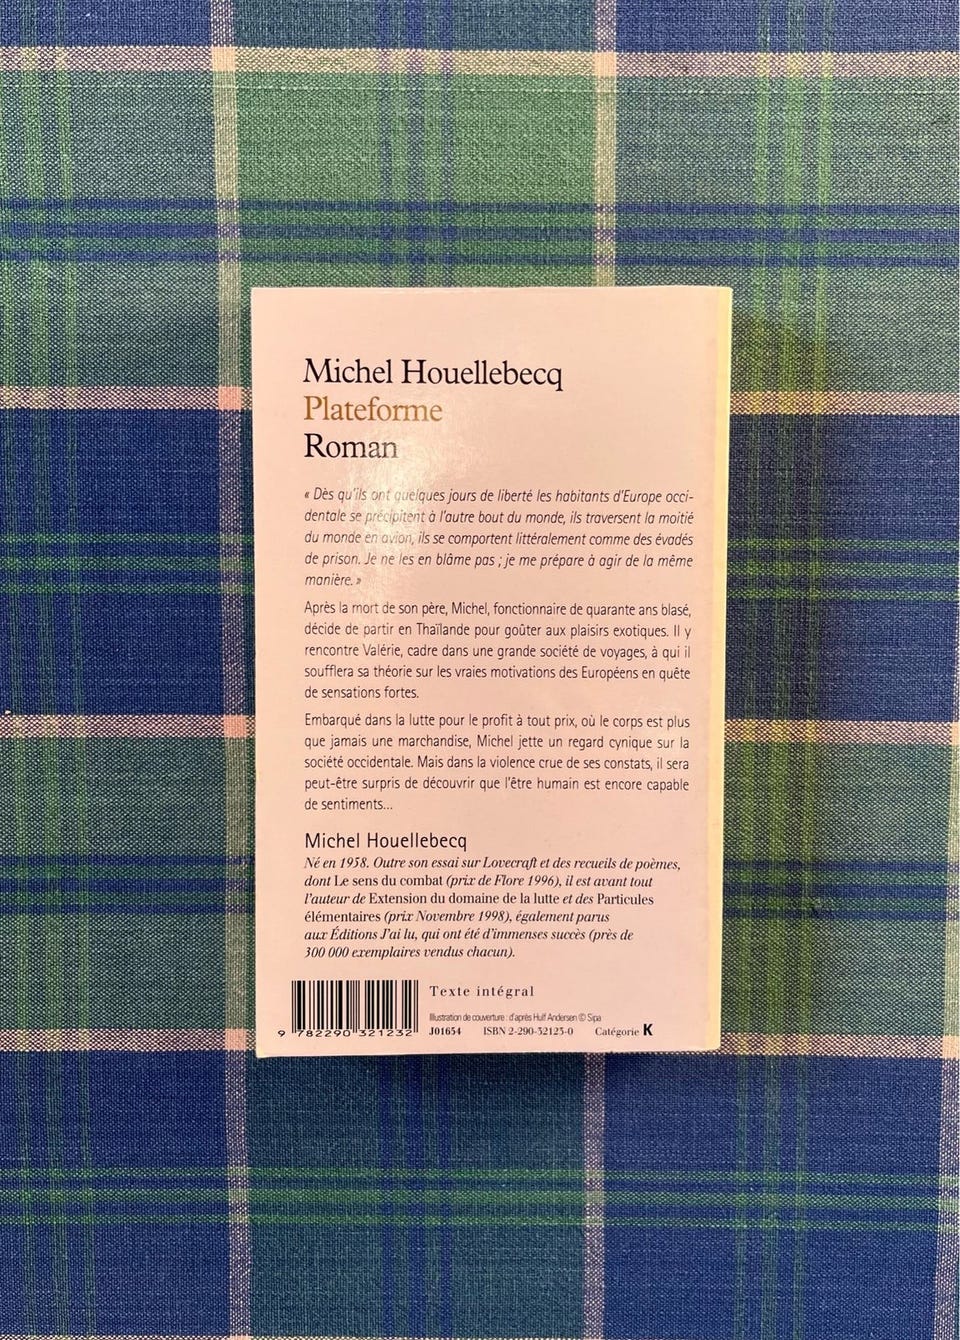 Michel Houellebecq
Plateforme
Roman
« Dès qu'ils ont quelques jours de liberté les habitants d'Europe occi-
dentale se précipitent à l'autre bout du monde, ils traversent la moitié
du monde en avion, ils se comportent littéralement comme des évadés
de prison. Je ne les en blâme pas ; je me prépare à agir de la même
manière. »
Après la mort de son père, Michel, fonctionnaire de quarante ans blasé,
décide de partir en Thaïlande pour goûter aux plaisirs exotiques. Il y
rencontre Valérie, cadre dans une grande société de voyages, à qui il
soufflera sa théorie sur les vraies motivations des Européens en quête
de sensations fortes.
Embarqué dans la lutte pour le profit à tout prix, où le corps est plus
que jamais une marchandise, Michel jette un regard cynique sur la
société occidentale. Mais dans la violence crue de ses constats, il sera
peut-être surpris de découvrir que l'être humain est encore capable
de sentiments...
Michel Houellebecq
Né en 1958. Outre son essai sur Lovecraft et des recueils de poèmes,
dont Le sens du combat (prix de Flore 1996), il est avant tout
l'auteur de Extension du domaine de la lutte et des Particules
élémentaires (prix Novembre 1998), également parus
aux Éditions J'ai lu, qui ont été d'immenses succès (près de
300 000 exemplaires vendus chacun).
Texte intégral
Illustration de couverture : d'après Hulf Andersen © Sipa
9 782290 321232
J01654 ISBN 2-290-32123-0 Catégorie K